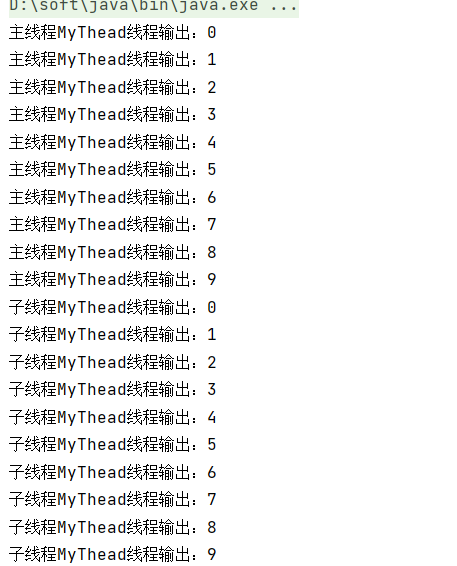 D:\soft\java\bin\java.exe ...
主线程MyThead线程输出：0
主线程MyThead线程输出：1
主线程MyThead线程输出：2
主线程MyThead线程输出：3
主线程MyThead线程输出：4
主线程MyThead线程输出：5
主线程MyThead线程输出：6
主线程MyThead线程输出：7
主线程MyThead线程输出：8
主线程MyThead线程输出：9
子线程MyThead线程输出：0
子线程MyThead线程输出：1
子线程MyThead线程输出：2
子线程MyThead线程输出：3
子线程MyThead线程输出：4
子线程MyThead线程输出：5
子线程MyThead线程输出：6
子线程MyThead线程输出：7
子线程MyThead线程输出：8
子线程MyThead线程输出：9